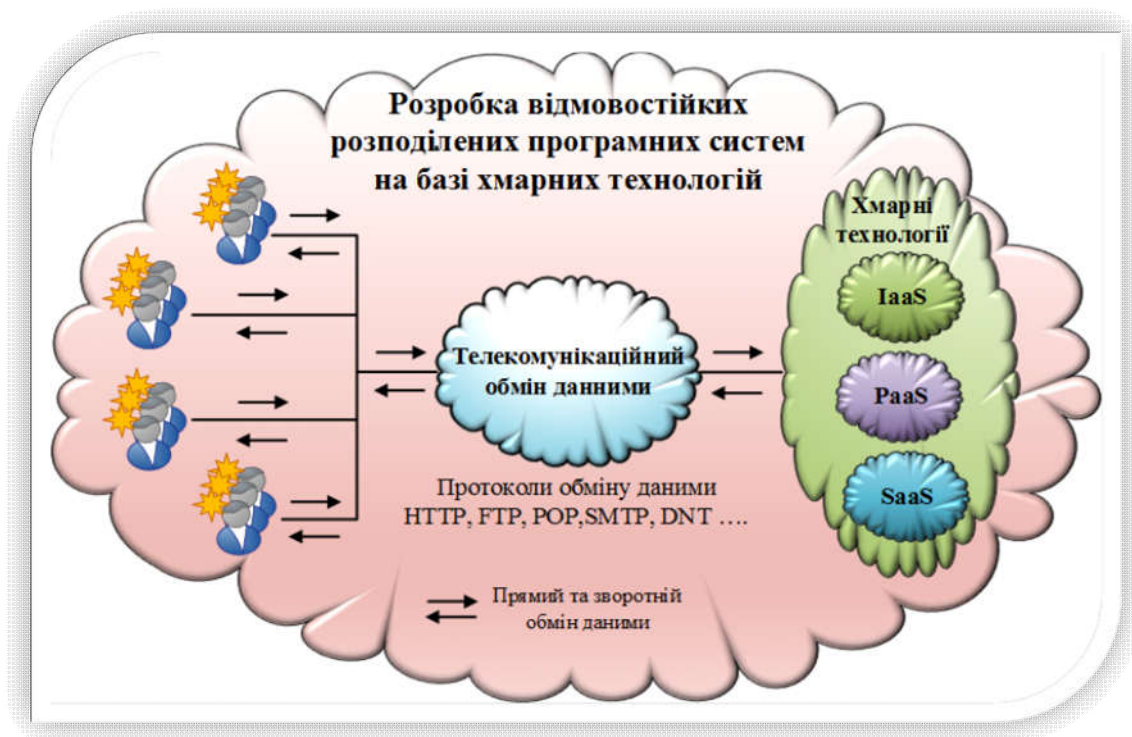 Розробка відмовостійких
розподілених програмних систем
на базі хмарних технологій
Хмарні
технології
IaaS
PaaS
SaaS
Телекомунікаційний
обмін данними
Протоколи обміну даними
HTTP, FTP, POP,SMTP, DNT ....
Прямий та зворотній
обмін даними